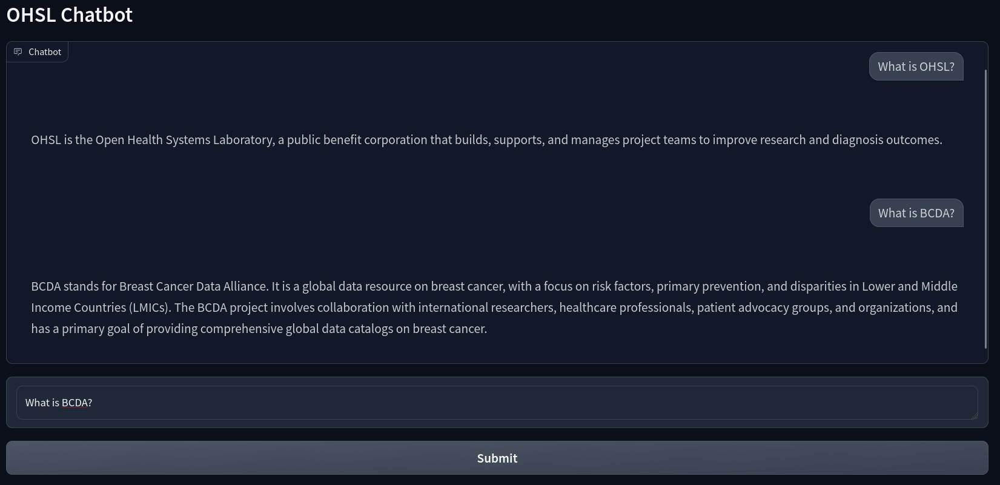 OHSL Chatbot
Chatbot
What is OHSL?
OHSL is the Open Health Systems Laboratory, a public benefit corporation that builds, supports, and manages project teams to improve research and diagnosis outcomes.
What is BCDA?
BCDA stands for Breast Cancer Data Alliance. It is a global data resource on breast cancer, with a focus on risk factors, primary prevention, and disparities in Lower and Middle
Income Countries (LMICs). The BCDA project involves collaboration with international researchers, healthcare professionals, patient advocacy groups, and organizations, and
has a primary goal of providing comprehensive global data catalogs on breast cancer.
What is BCDA?
Submit